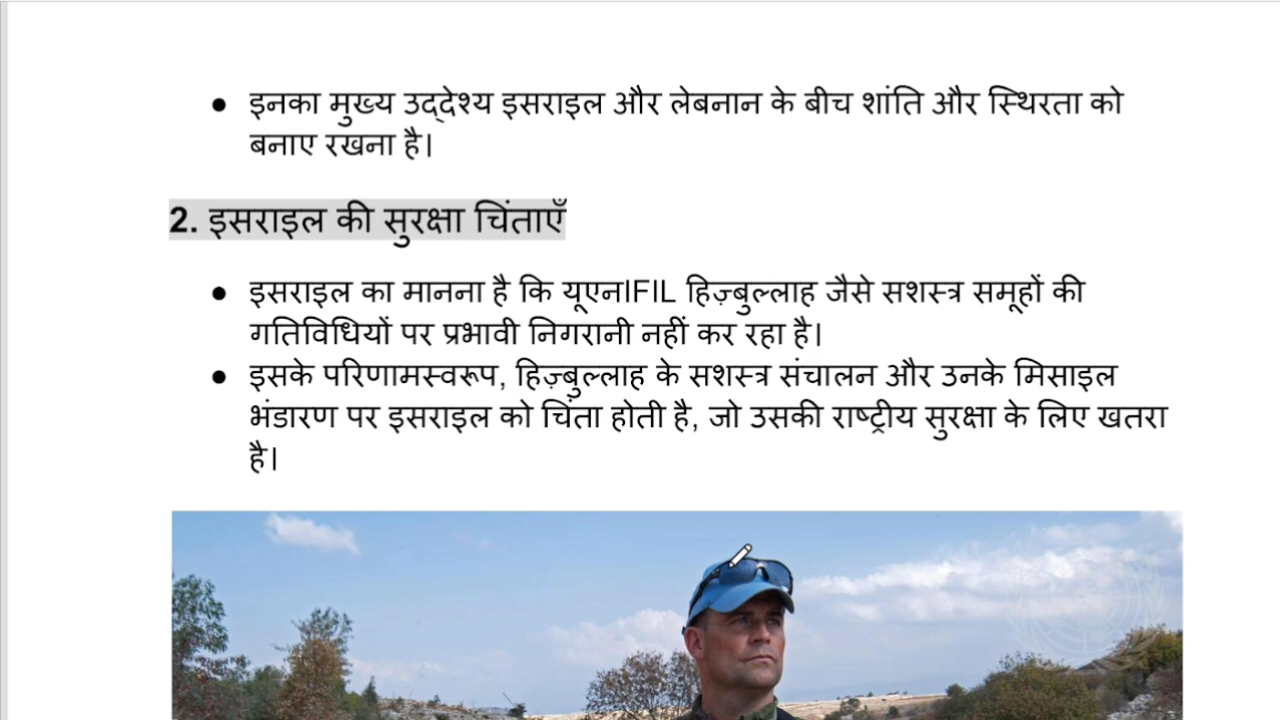 ● इनका मुख्य उद्देश्य इसराइल और लेबनान के बीच शांति और स्थिरता को
बनाए रखना है।
2. इसराइल की सुरक्षा चिंताएँ
● इसराइल का मानना है कि यूएनIFIL हिज़्बुल्लाह जैसे सशस्त्र समूहों की
गतिविधियों पर प्रभावी निगरानी नहीं कर रहा है।
● इसके परिणामस्वरूप, हिज़्बुल्लाह के सशस्त्र संचालन और उनके मिसाइल
भंडारण पर इसराइल को चिंता होती है, जो उसकी राष्ट्रीय सुरक्षा के लिए खतरा
है।